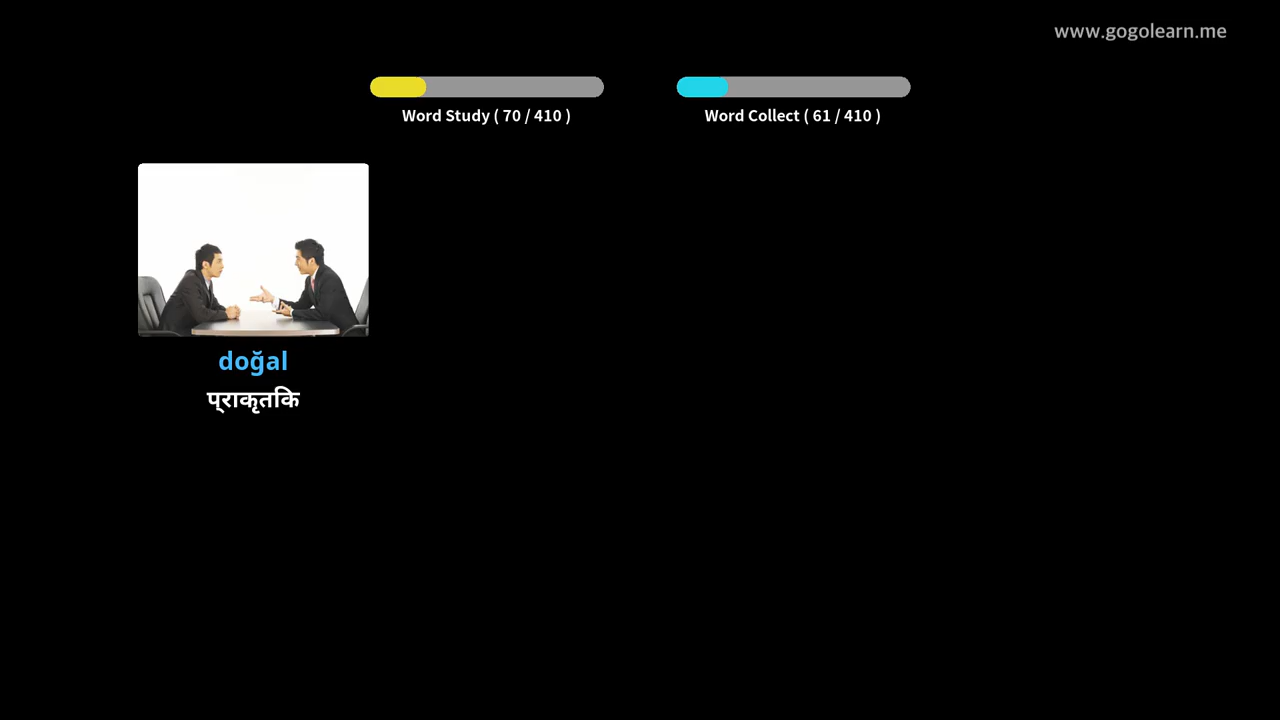 www.gogolearn.me
Word Study ( 70 / 410 )
Word Collect ( 61 / 410 )
doğal
प्राकृतकि